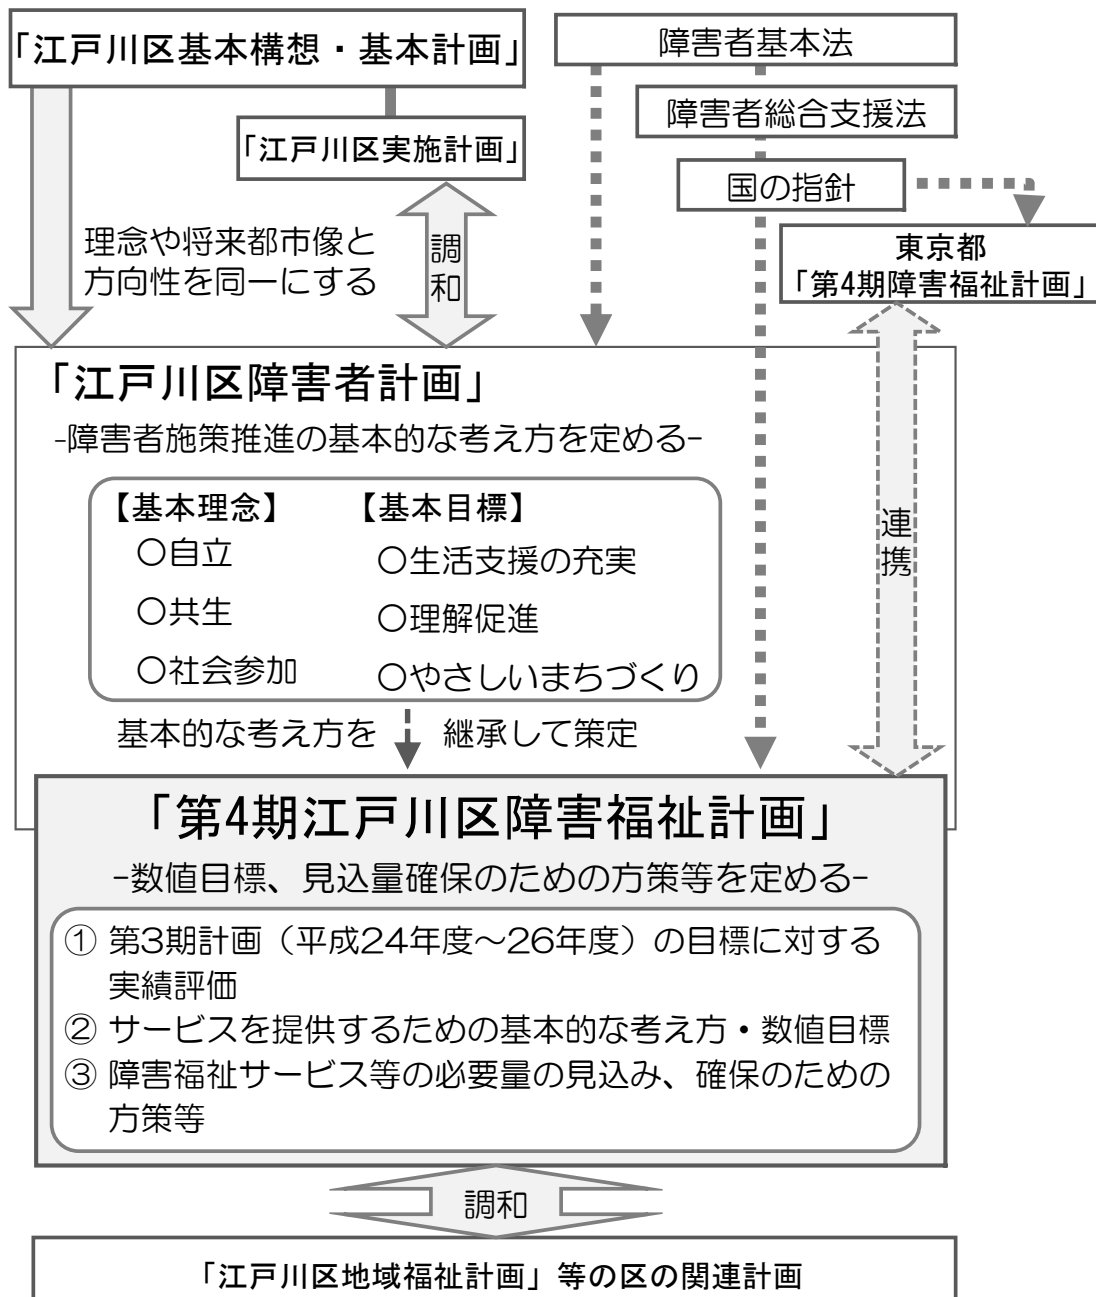 「江戸川区基本構想・基本計画」
障害者基本法
障害者総合支援法
「江戸川区実施計画」
国の指針
理念や将来都市像と
方向性を同一にする
調
和
東京都
「第4期障害福祉計画」
「江戸川区障害者計画」
-障害者施策推進の基本的な考え方を定める-
【基本理念】
○自立
○共生
○社会参加
【基本目標】
○生活支援の充実
○理解促進
○やさしいまちづくり
連
携
基本的な考え方を 継承して策定
「第4期江戸川区障害福祉計画」
-数値目標、見込量確保のための方策等を定める-
① 第3期計画（平成24年度～26年度）の目標に対する
実績評価
② サービスを提供するための基本的な考え方・数値目標
③ 障害福祉サービス等の必要量の見込み、確保のための
方策等
調和
「江戸川区地域福祉計画」等の区の関連計画